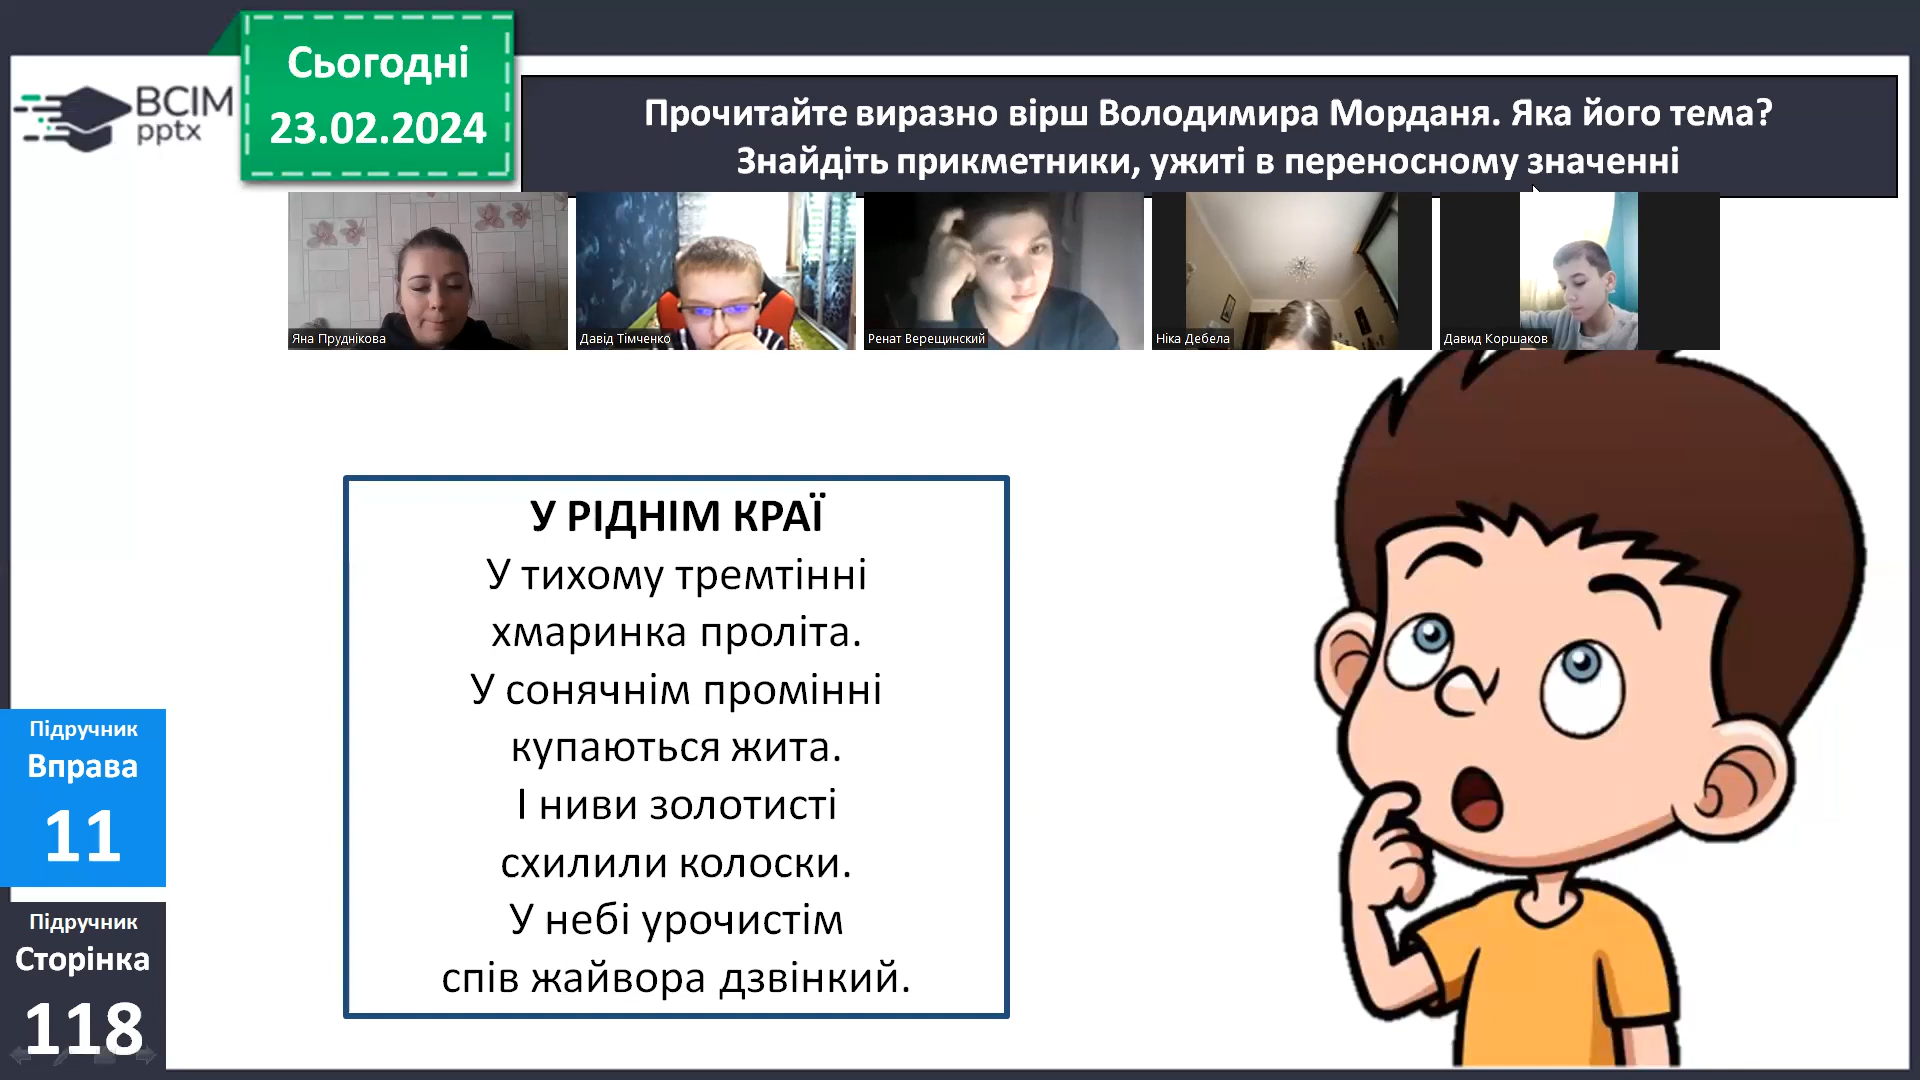 Сьогодні
23.02.2024
ВСІМ
pptx
Прочитайте виразно вірш Володимира Морданя. Яка його тема?
Знайдіть прикметники, ужиті в переносному значенні
Яна Пруднікова
Давід Тімченко
Ренат Верещинский
Ніка Дебела
Давид Коршаков
У РІДНІМ КРАЇ
У тихому тремтінні
хмаринка проліта.
У сонячнім промінні
купаються жита.
І ниви золотисті
схилили колоски.
У небі урочистім
спів жайвора дзвінкий.
Підручник
Вправа
11
Підручник
Сторінка
118